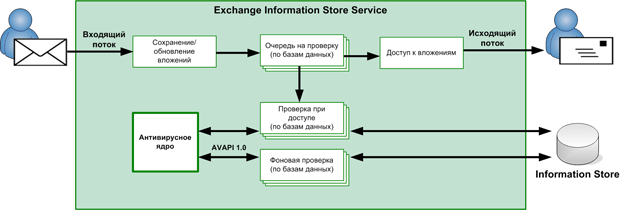 Exchange Information Store Service
Входящий
поток
Сохранение/
обновление
вложений
Очередь на проверку
(по базам данных)
Доступ к вложениям
Исходящий
поток
Антивирусное
ядро
Проверка при
доступе
(по базам данных)
AVAPI 1.0
Фоновая проверка
(по базам данных)
Information Store